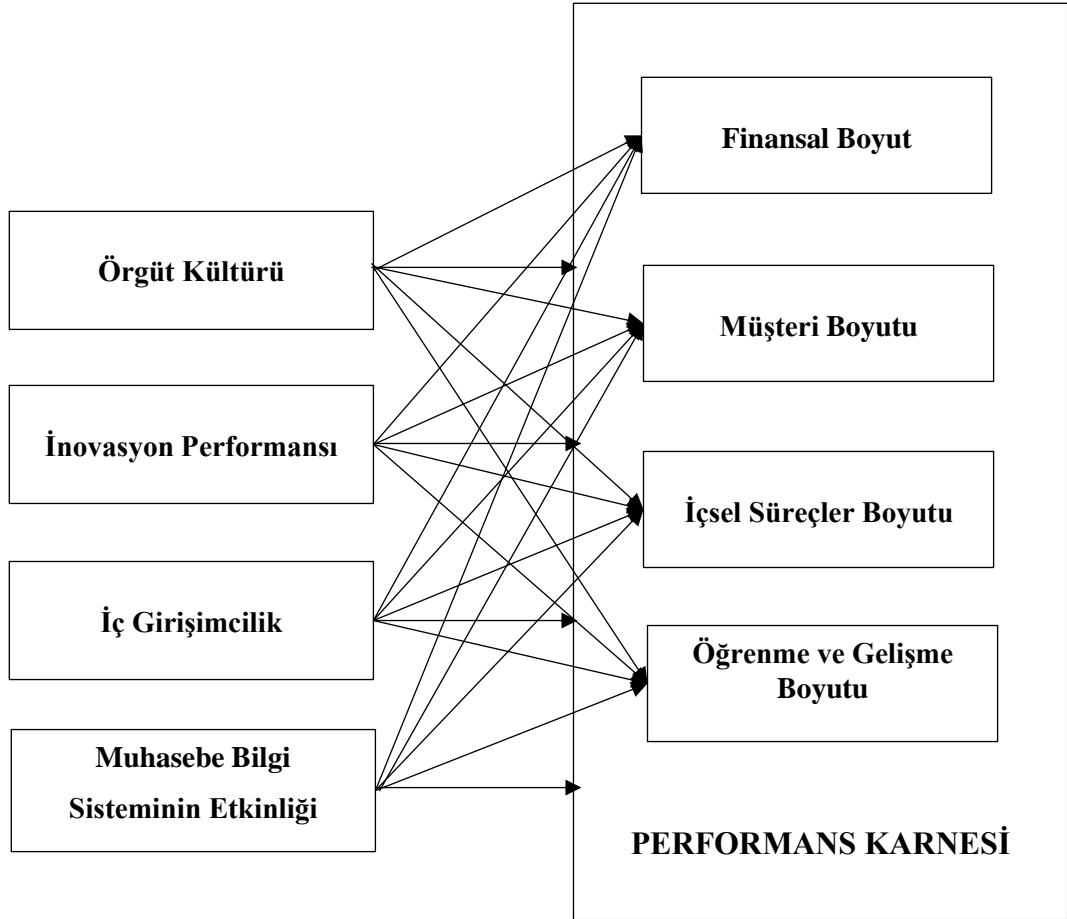 Örgüt Kültürü
İnovasyon Performansı
İç Girişimcilik
Muhasebe Bilgi
Sisteminin Etkinliği
Finansal Boyut
Müşteri Boyutu
İçsel Süreçler Boyutu
Öğrenme ve Gelişme
Boyutu
PERFORMANS KARNESİ